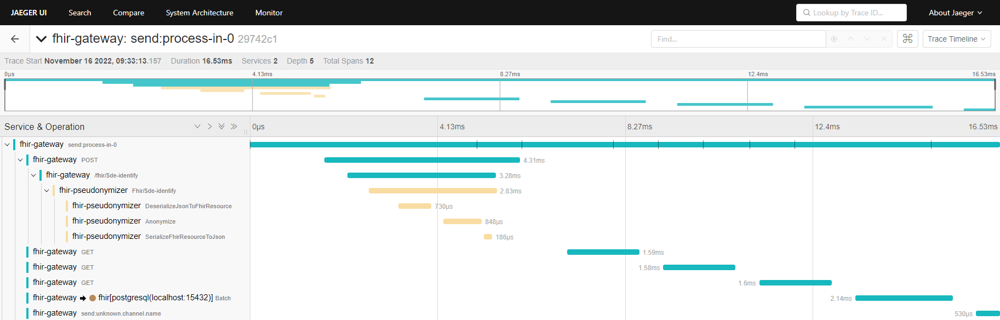 JAEGER UI Search Compare System Architecture Monitor Lookup by Trace ID... About Jaeger
fhir-gateway: send:process-in-0 29742c1 Find... Trace Timeline
Trace Start November 16 2022, 09:33:13.157 Duration 16.53ms Services 2 Depth 5 Total Spans 12
0μs 4.13ms 8.27ms 12.4ms 16.53ms
Service & Operation 0μs 4.13ms 8.27ms 12.4ms 16.53ms
fhir-gateway send:process-in-0
fhir-gateway POST 4.31ms
fhir-gateway /fhir/$de-identify 3.28ms
fhir-pseudonymizer Fhir/$de-identify 2.83ms
fhir-pseudonymizer DeserializeJsonToFhirResource 730μs
fhir-pseudonymizer Anonymize 848μs
fhir-pseudonymizer SerializeFhirResourceToJson 186μs
fhir-gateway GET 1.59ms
fhir-gateway GET 1.58ms
fhir-gateway GET 1.6ms
fhir-gateway fhir[postgresql(localhost:15432)] Batch 2.14ms
fhir-gateway send:unknown.channel.name 530μs